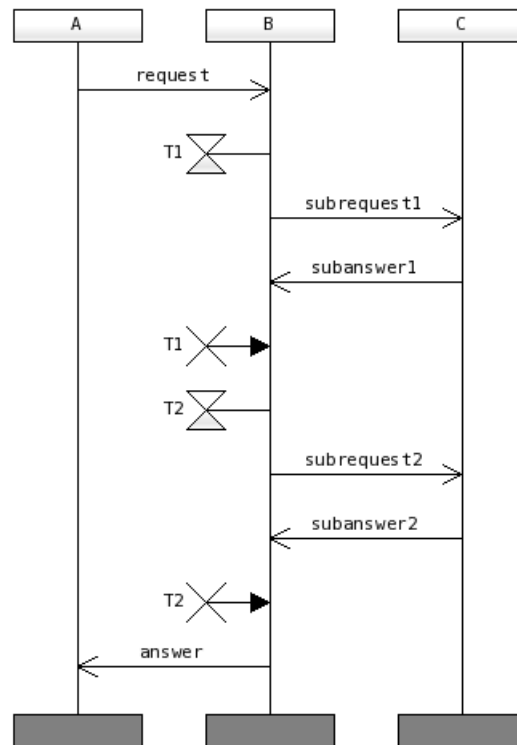 A B C
request
T1
subrequest1
subanswer1
T1
T2
subrequest2
subanswer2
T2
answer